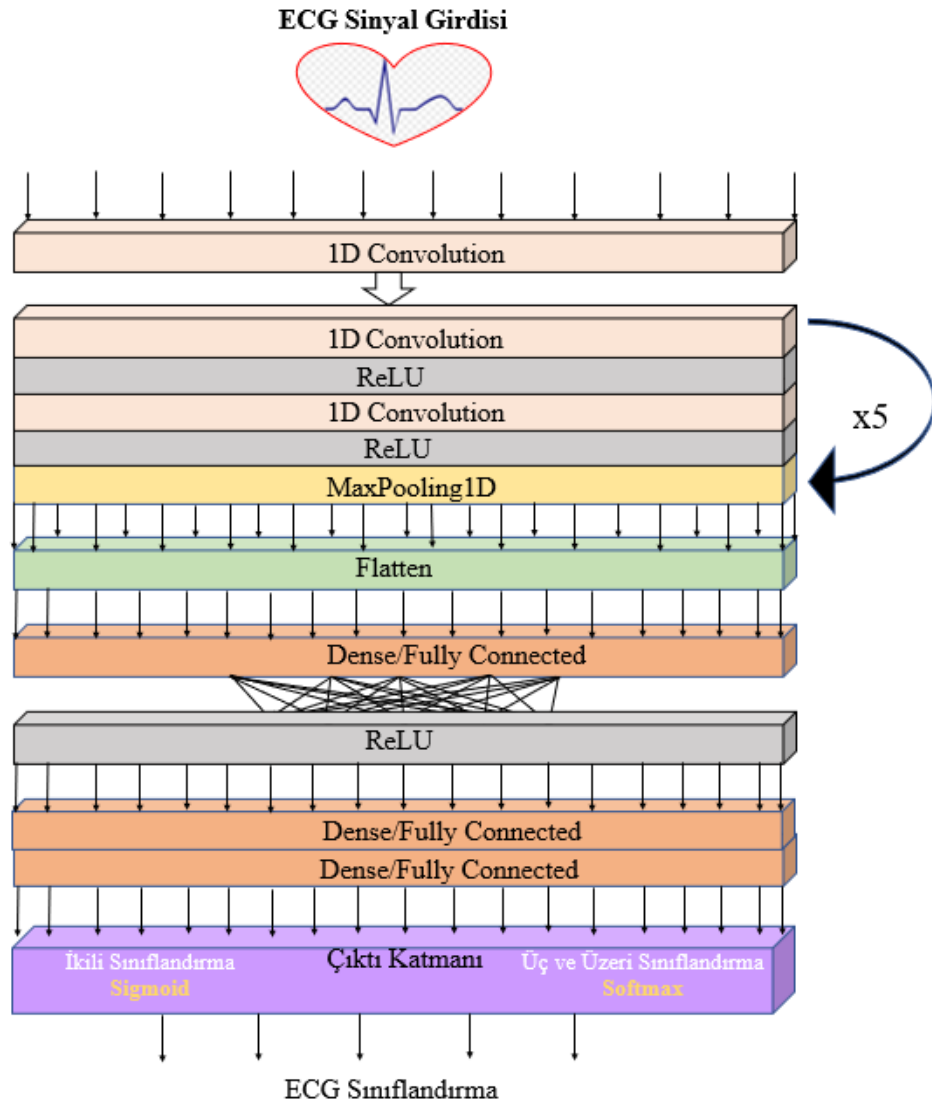 ECG Sinyal Girdisi
1D Convolution
1D Convolution
ReLU
1D Convolution
x5
ReLU
MaxPooling1D
Flatten
Dense/Fully Connected
ReLU
Dense/Fully Connected
Dense/Fully Connected
İkili Sınıflandırma Çıktı Katmanı Üç ve Üzeri Sınıflandırma
Sigmoid Softmax
ECG Sınıflandırma